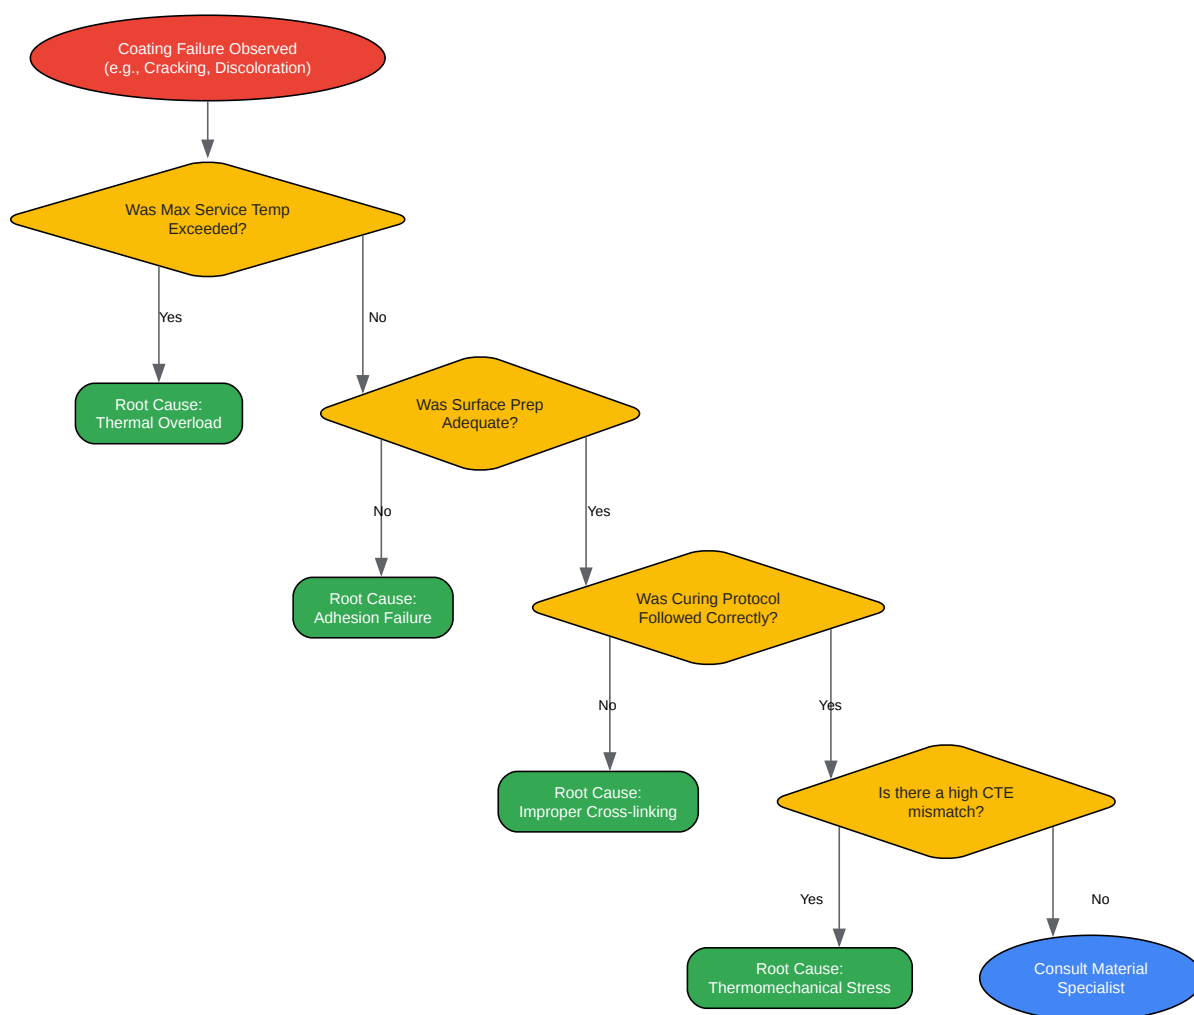 Coating Failure Observed
(e.g., Cracking, Discoloration)
Was Max Service Temp
Exceeded?
Yes
No
Root Cause:
Thermal Overload
Was Surface Prep
Adequate?
No
Yes
Root Cause:
Adhesion Failure
Was Curing Protocol
Followed Correctly?
No
Yes
Root Cause:
Improper Cross-linking
Is there a high CTE
mismatch?
Yes
No
Root Cause:
Thermomechanical Stress
Consult Material
Specialist